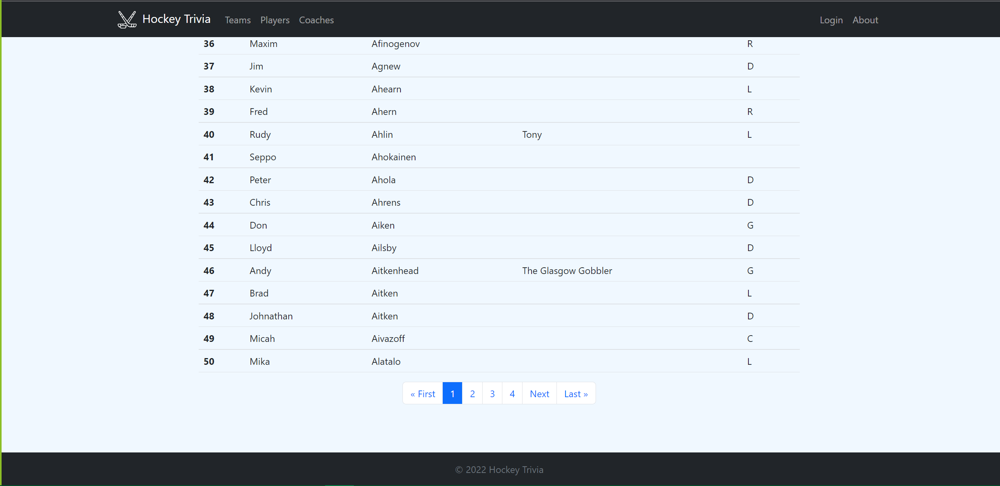 Hockey Trivia Teams Players Coaches Login About
36 Maxim Afinogenov R
37 Jim Agnew D
38 Kevin Ahearn L
39 Fred Ahern R
40 Rudy Ahlin Tony L
41 Seppo Ahokainen
42 Peter Ahola D
43 Chris Ahrens D
44 Don Aiken G
45 Lloyd Ailsby D
46 Andy Aitkenhead The Glasgow Gobbler G
47 Brad Aitken L
48 Johnathan Aitken D
49 Micah Aivazoff C
50 Mika Alatalo L
« First 1 2 3 4 Next Last »
© 2022 Hockey Trivia